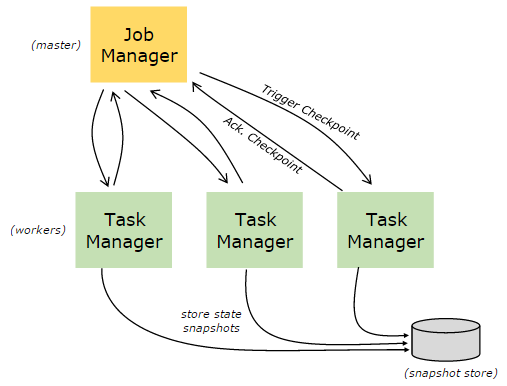 (master)
Job
Manager
Trigger Checkpoint
Ack. Checkpoint
(workers)
Task
Manager
Task
Manager
Task
Manager
store state
snapshots
(snapshot store)